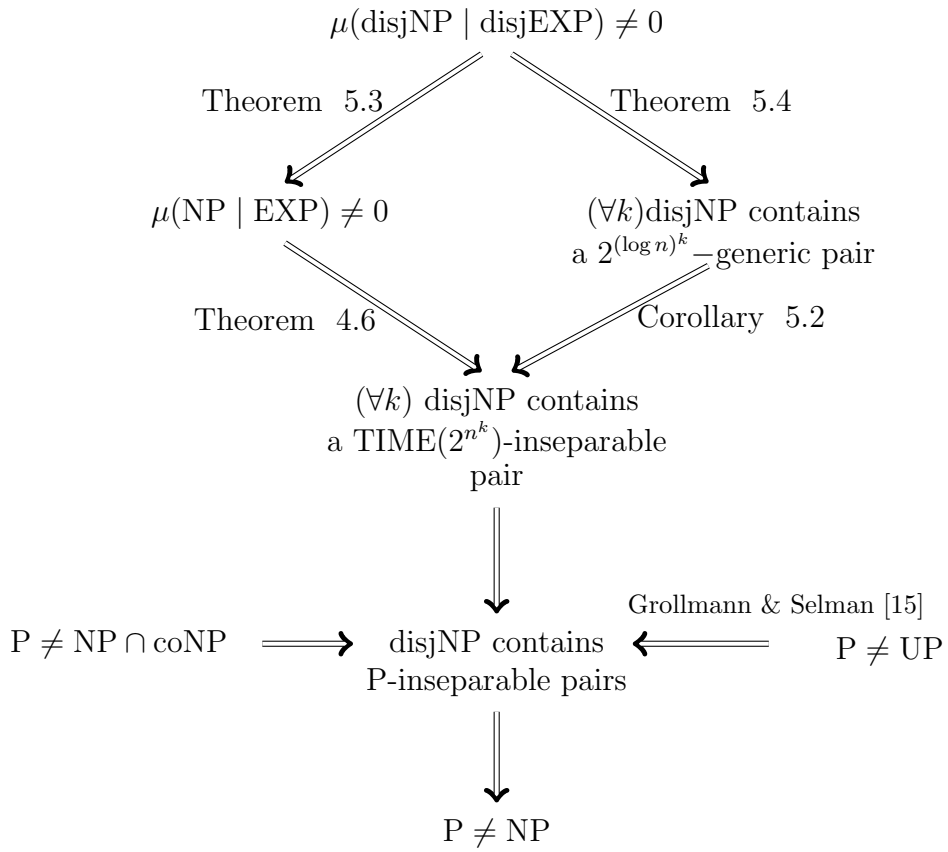 μ(disjNP | disjEXP) ≠ 0
Theorem 5.3
Theorem 5.4
μ(NP | EXP) ≠ 0
(∀k)disjNP contains
a 2^{(log n)^k}−generic pair
Theorem 4.6
Corollary 5.2
(∀k) disjNP contains
a TIME(2^{n^k})-inseparable
pair
Grollmann & Selman [15]
P ≠ NP ∩ coNP
disjNP contains
P-inseparable pairs
P ≠ UP
P ≠ NP